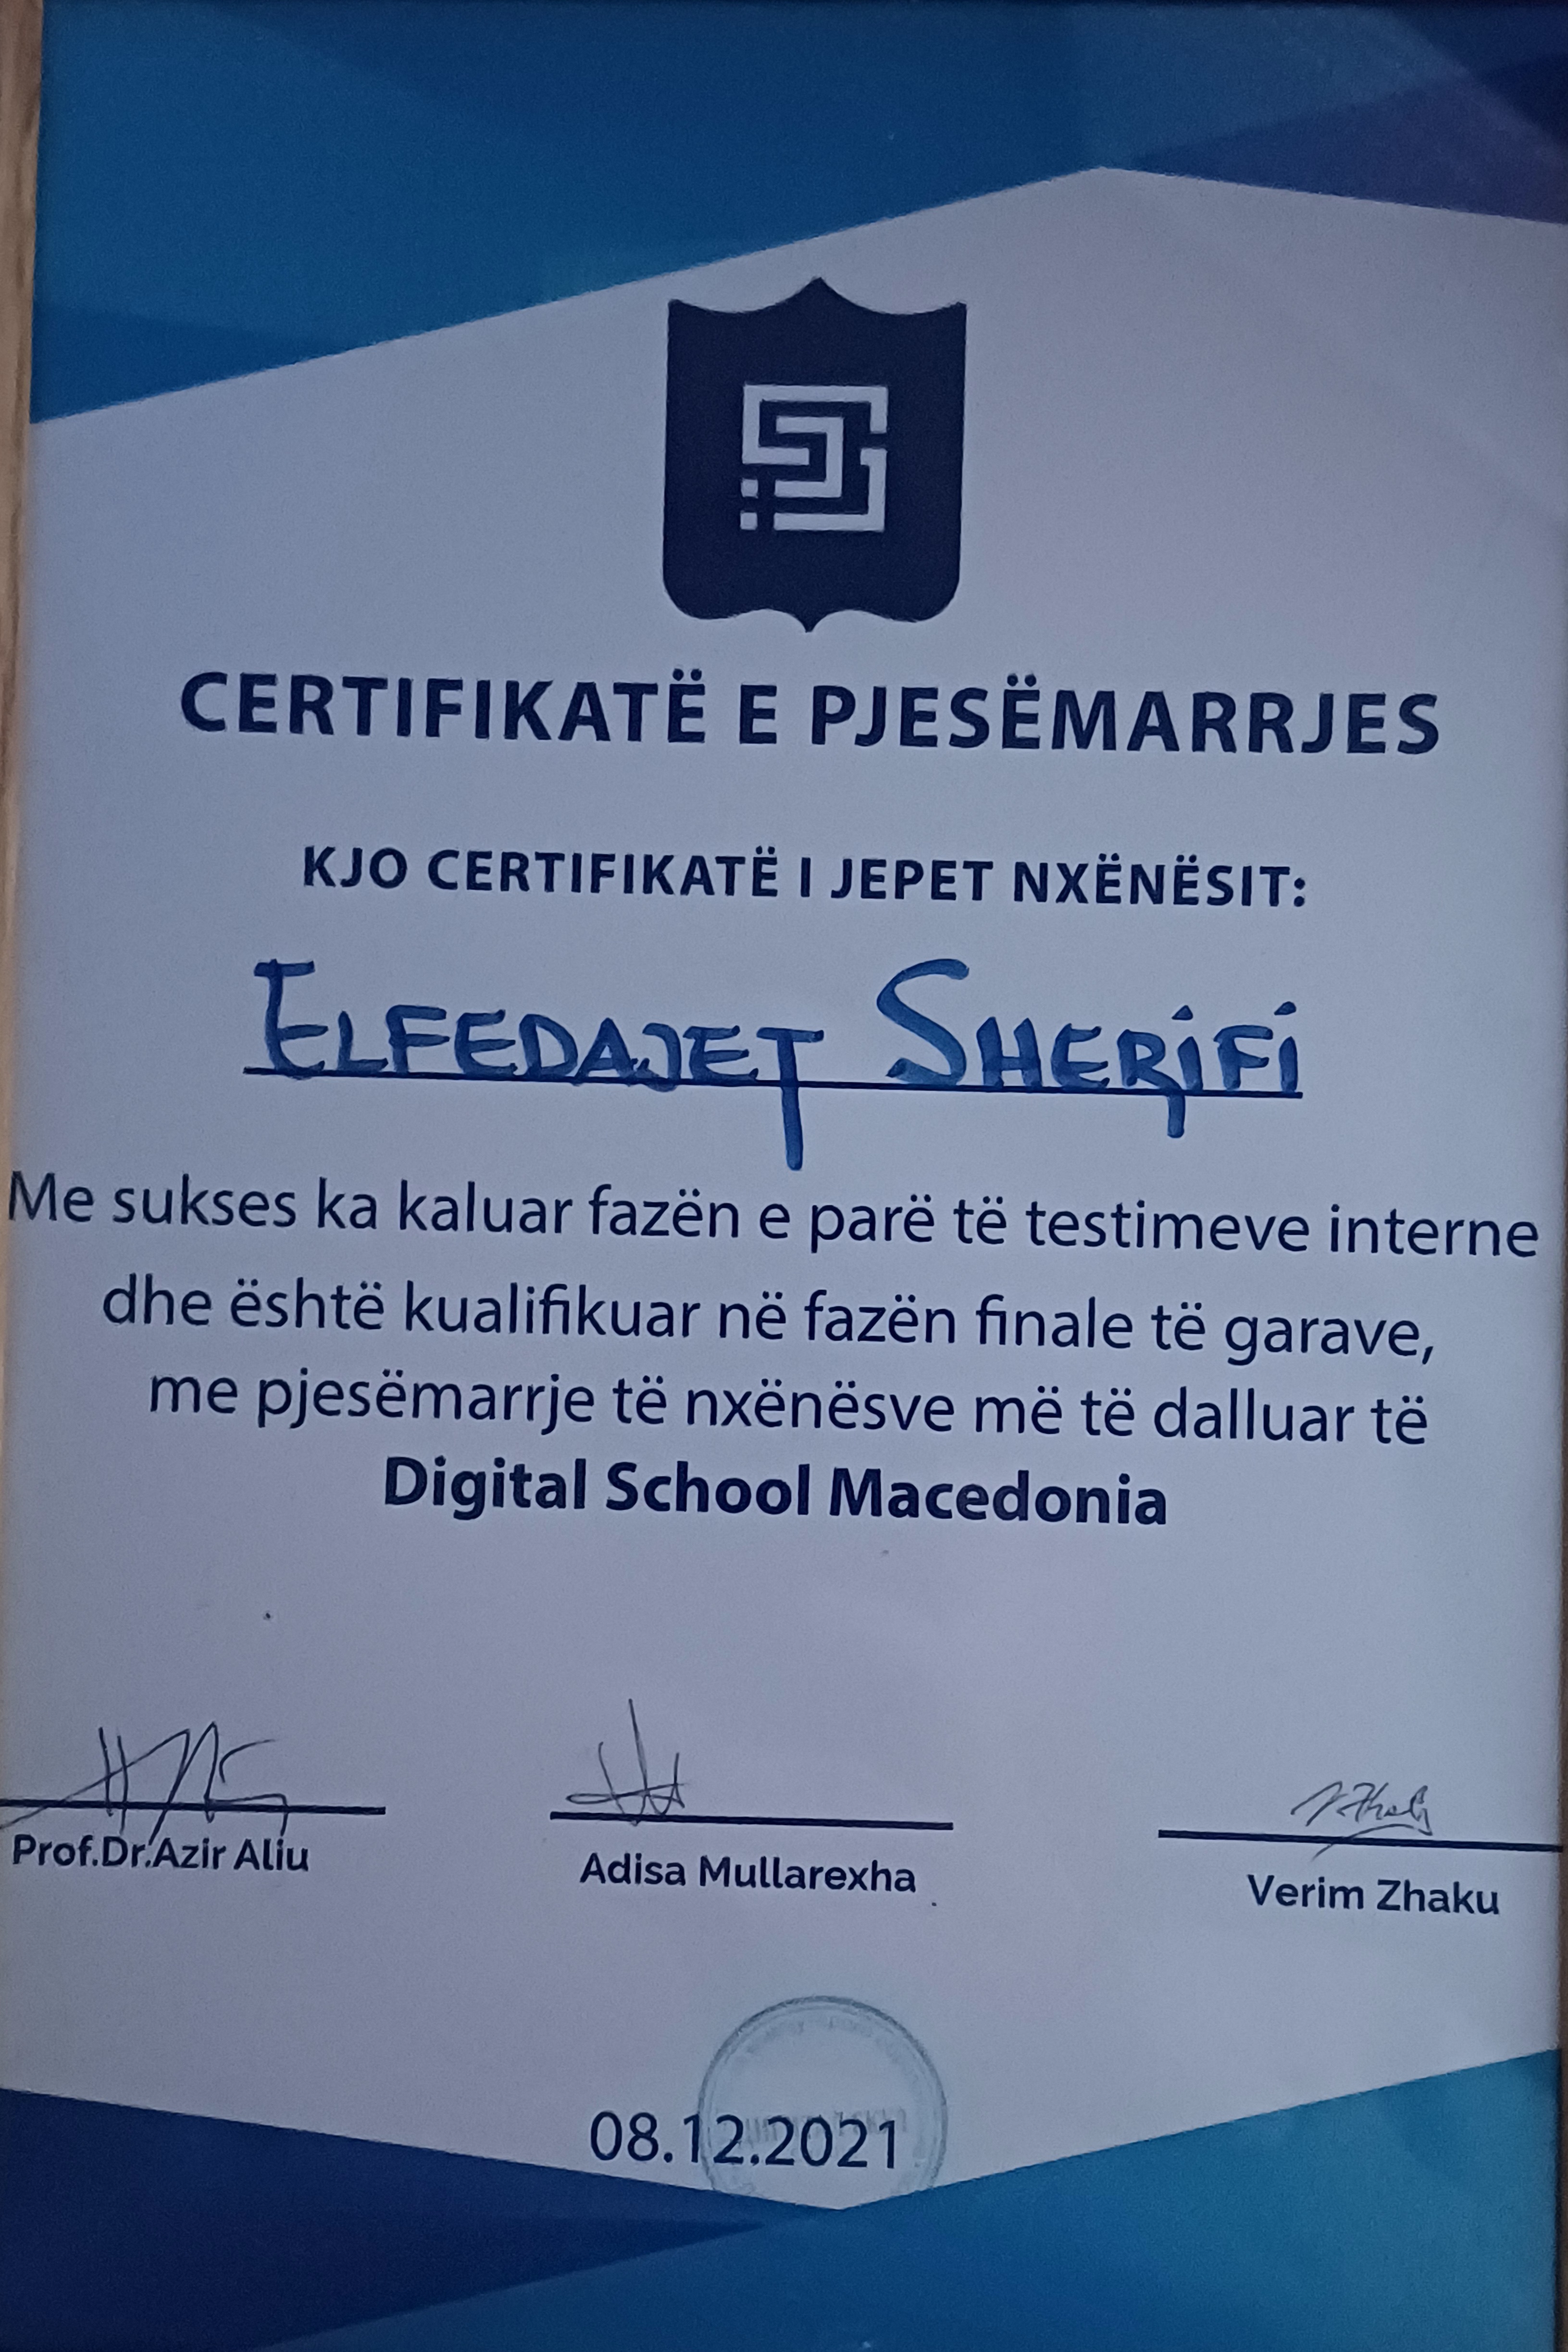 CERTIFIKATË E PJESËMARRJES
KJO CERTIFIKATË I JEPET NXËNËSIT:
ELFEDAJET SHERiFi
Me sukses ka kaluar fazën e parë të testimeve interne
dhe është kualifikuar në fazën finale të garave,
me pjesëmarrje të nxënësve më të dalluar të
Digital School Macedonia
Prof.Dr.Azir Aliu
Adisa Mullarexha
Verim Zhaku
08.12.2021